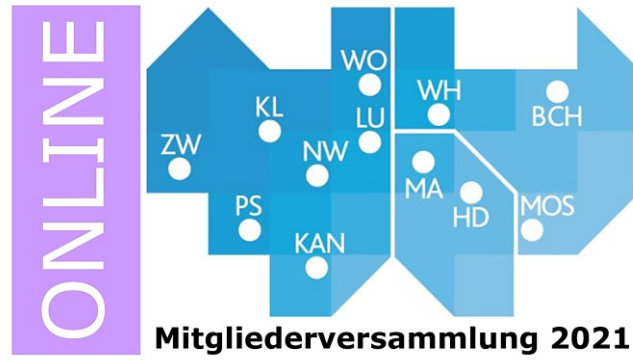 ONLINE
WO
WH
BCH
KL
LU
ZW
NW
MA
HD
PS
MOS
KAN
Mitgliederversammlung 2021